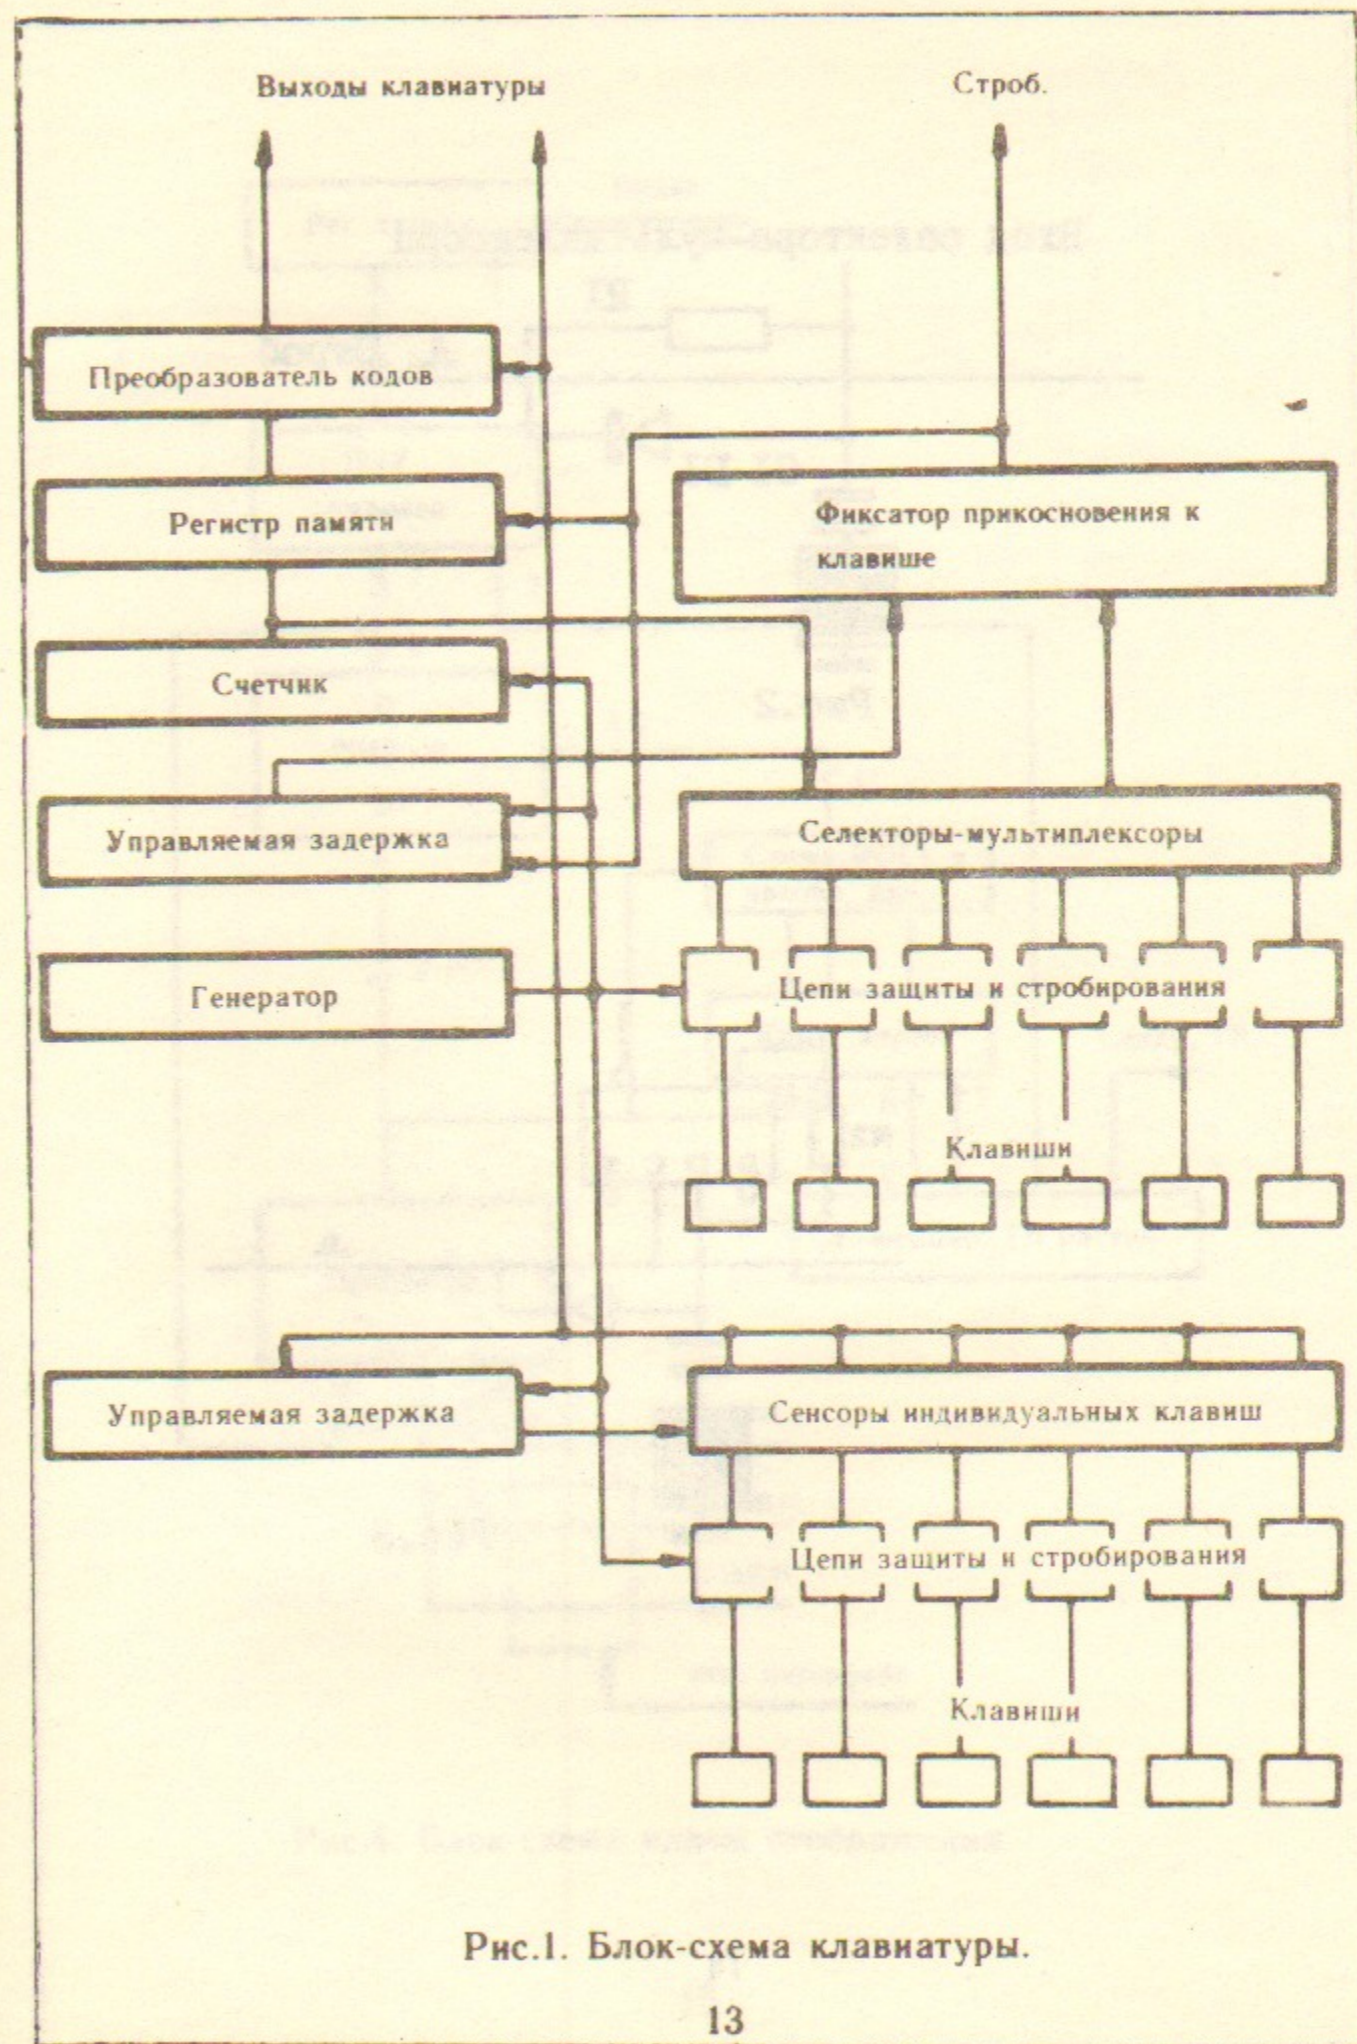 Выходы клавиатуры
Строб.
Преобразователь кодов
Регистр памяти
Фиксатор прикосновения к
клавише
Счетчик
Управляемая задержка
Селекторы-мультиплексоры
Генератор
Цепи защиты и стробирования
Клавиши
Управляемая задержка
Сенсоры индивидуальных клавиш
Цепи защиты и стробирования
Клавиши
Рис.1. Блок-схема клавиатуры.
13